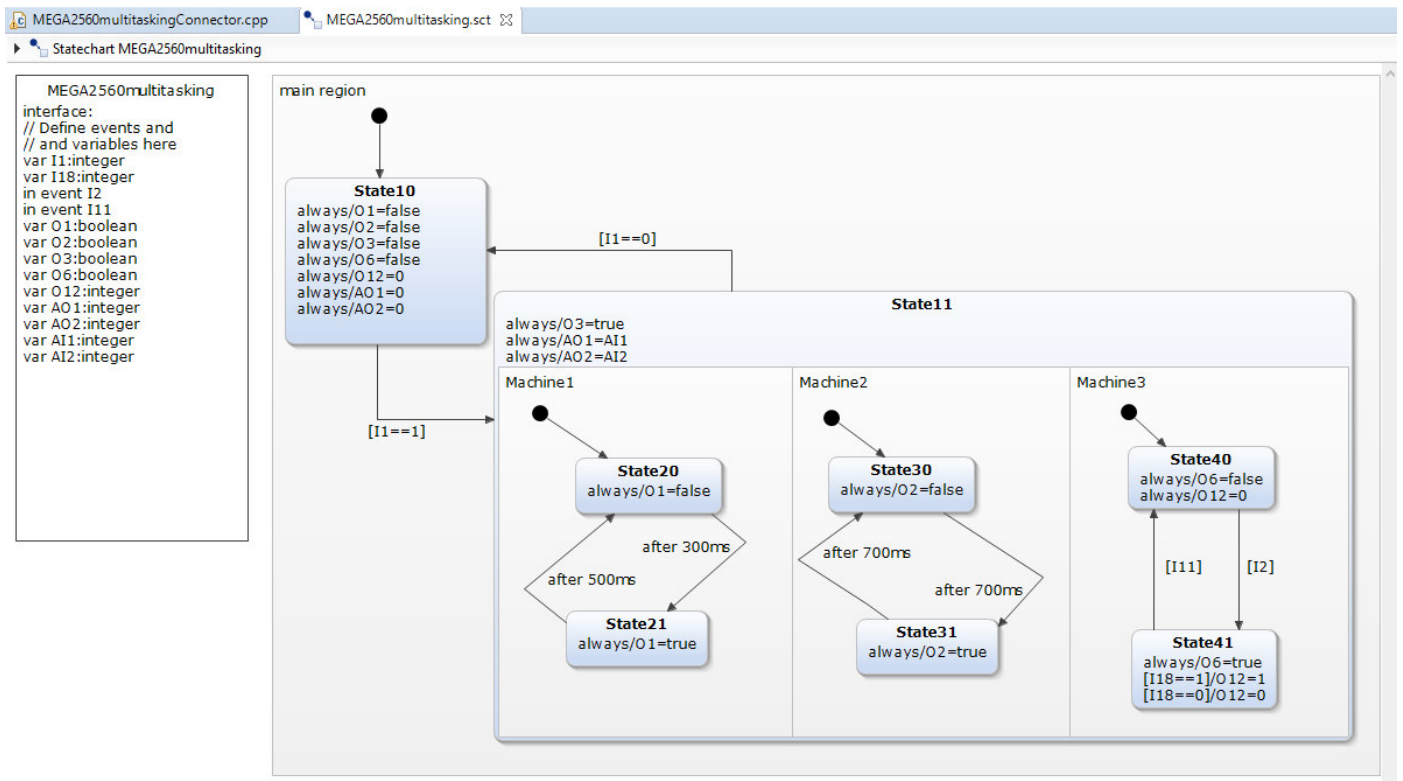 MEGA2560multitaskingConnector.cpp
MEGA2560multitasking.sct
Statechart MEGA2560multitasking
MEGA2560multitasking
interface:
// Define events and
// and variables here
var I1:integer
var I18:integer
in event I2
in event I11
var O1:boolean
var O2:boolean
var O3:boolean
var O6:boolean
var O12:integer
var AO1:integer
var AO2:integer
var AI1:integer
var AI2:integer
main region
State10
always/O1=false
always/O2=false
always/O3=false
always/O6=false
always/O12=0
always/AO1=0
always/AO2=0
[I1==0]
[I1==1]
State11
always/O3=true
always/AO1=AI1
always/AO2=AI2
Machine1
State20
always/O1=false
after 300ms
after 500ms
State21
always/O1=true
Machine2
State30
always/O2=false
after 700ms
after 700ms
State31
always/O2=true
Machine3
State40
always/O6=false
always/O12=0
[I11]
[I2]
State41
always/O6=true
[I18==1]/O12=1
[I18==0]/O12=0